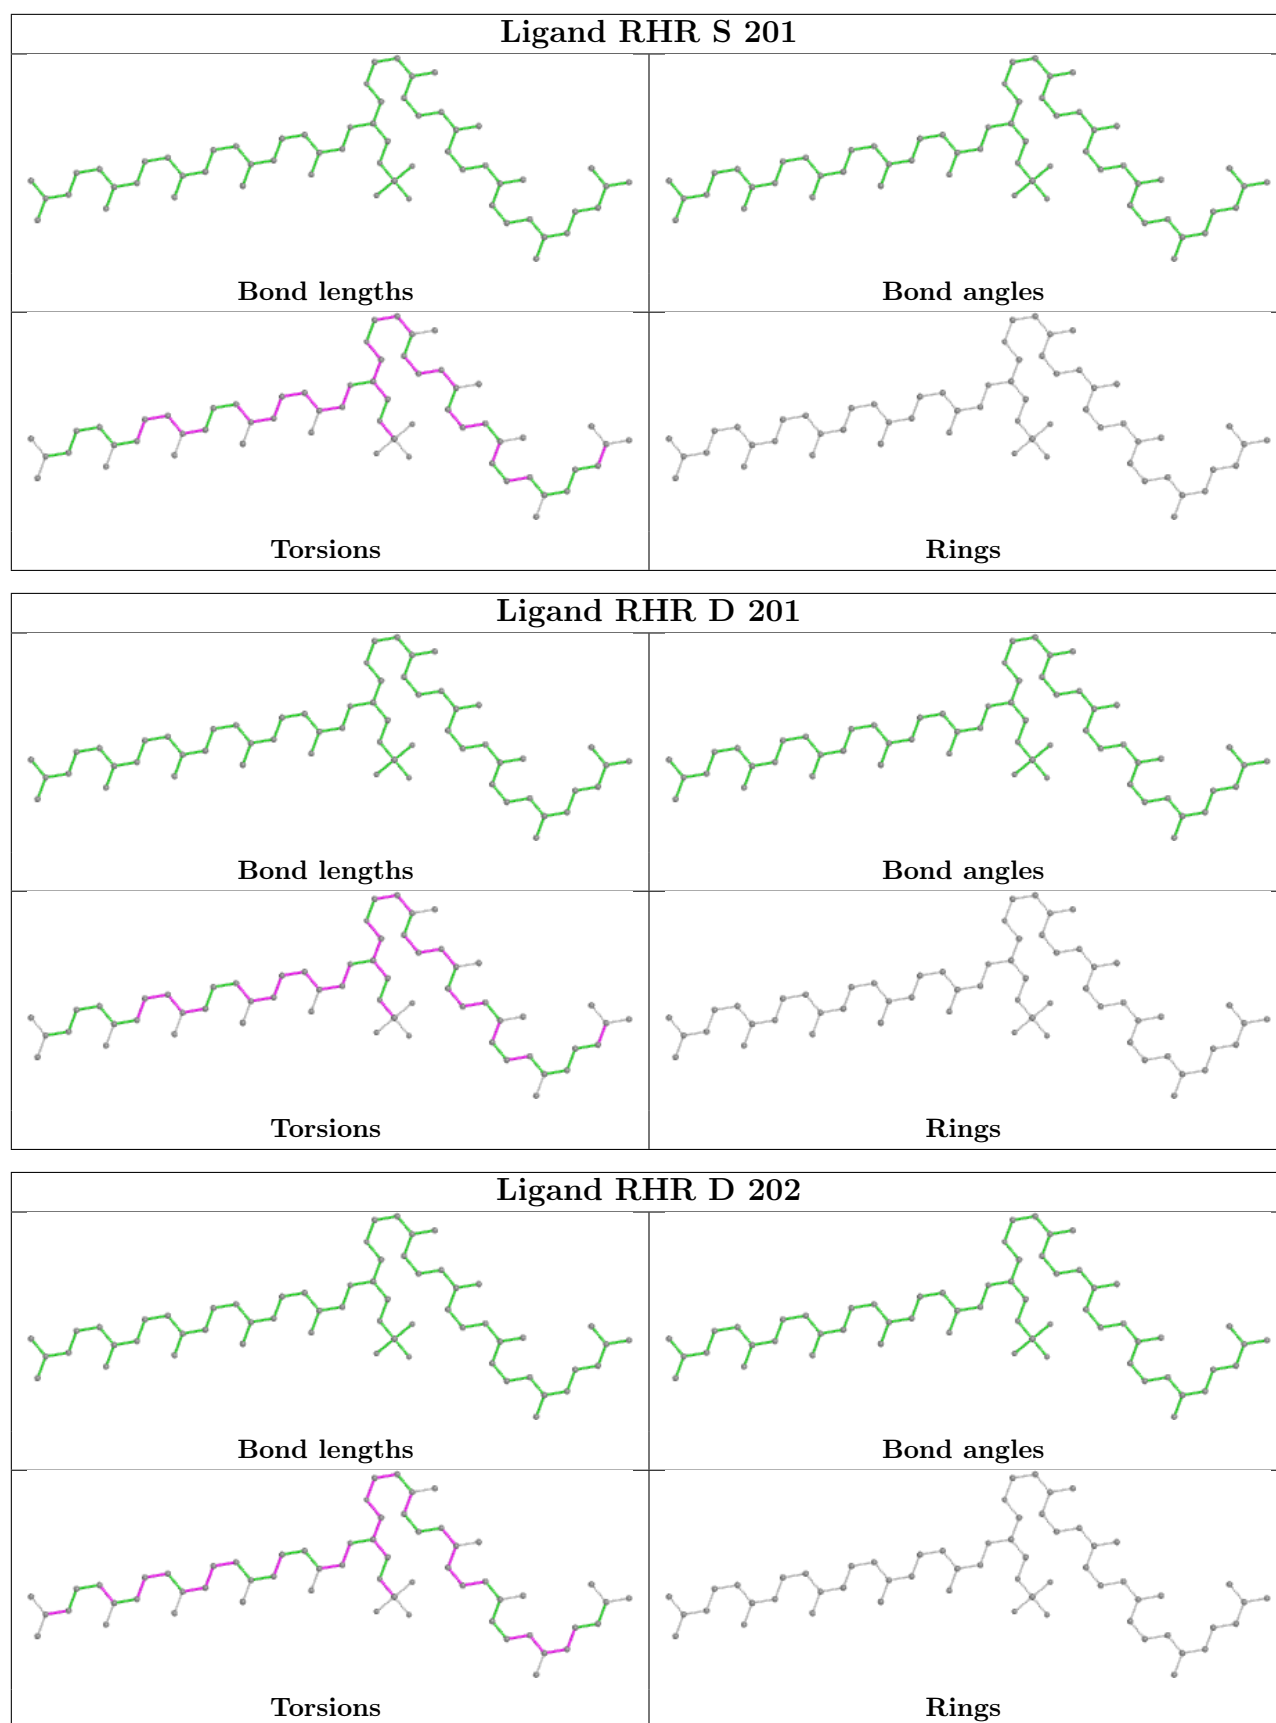 Ligand RHR S 201
Bond lengths
Bond angles
Torsions
Rings
Ligand RHR D 201
Bond lengths
Bond angles
Torsions
Rings
Ligand RHR D 202
Bond lengths
Bond angles
Torsions
Rings